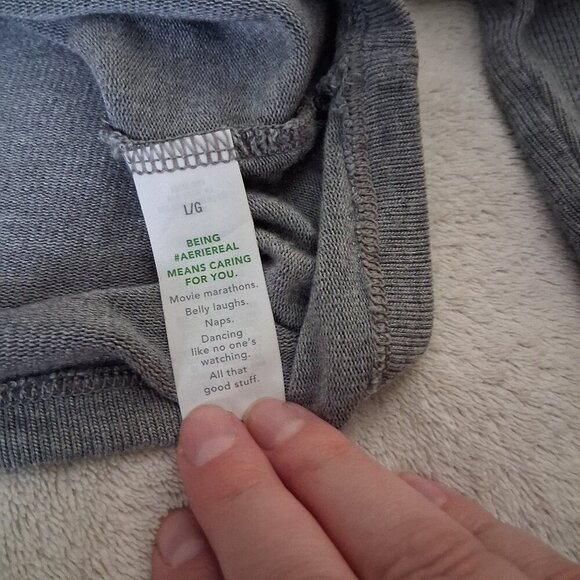 L/G
BEING
#AERIEREAL
MEANS CARING
FOR YOU.
Movie marathons.
Belly laughs.
Naps.
Dancing
like no one's
watching.
All that
good stuff.